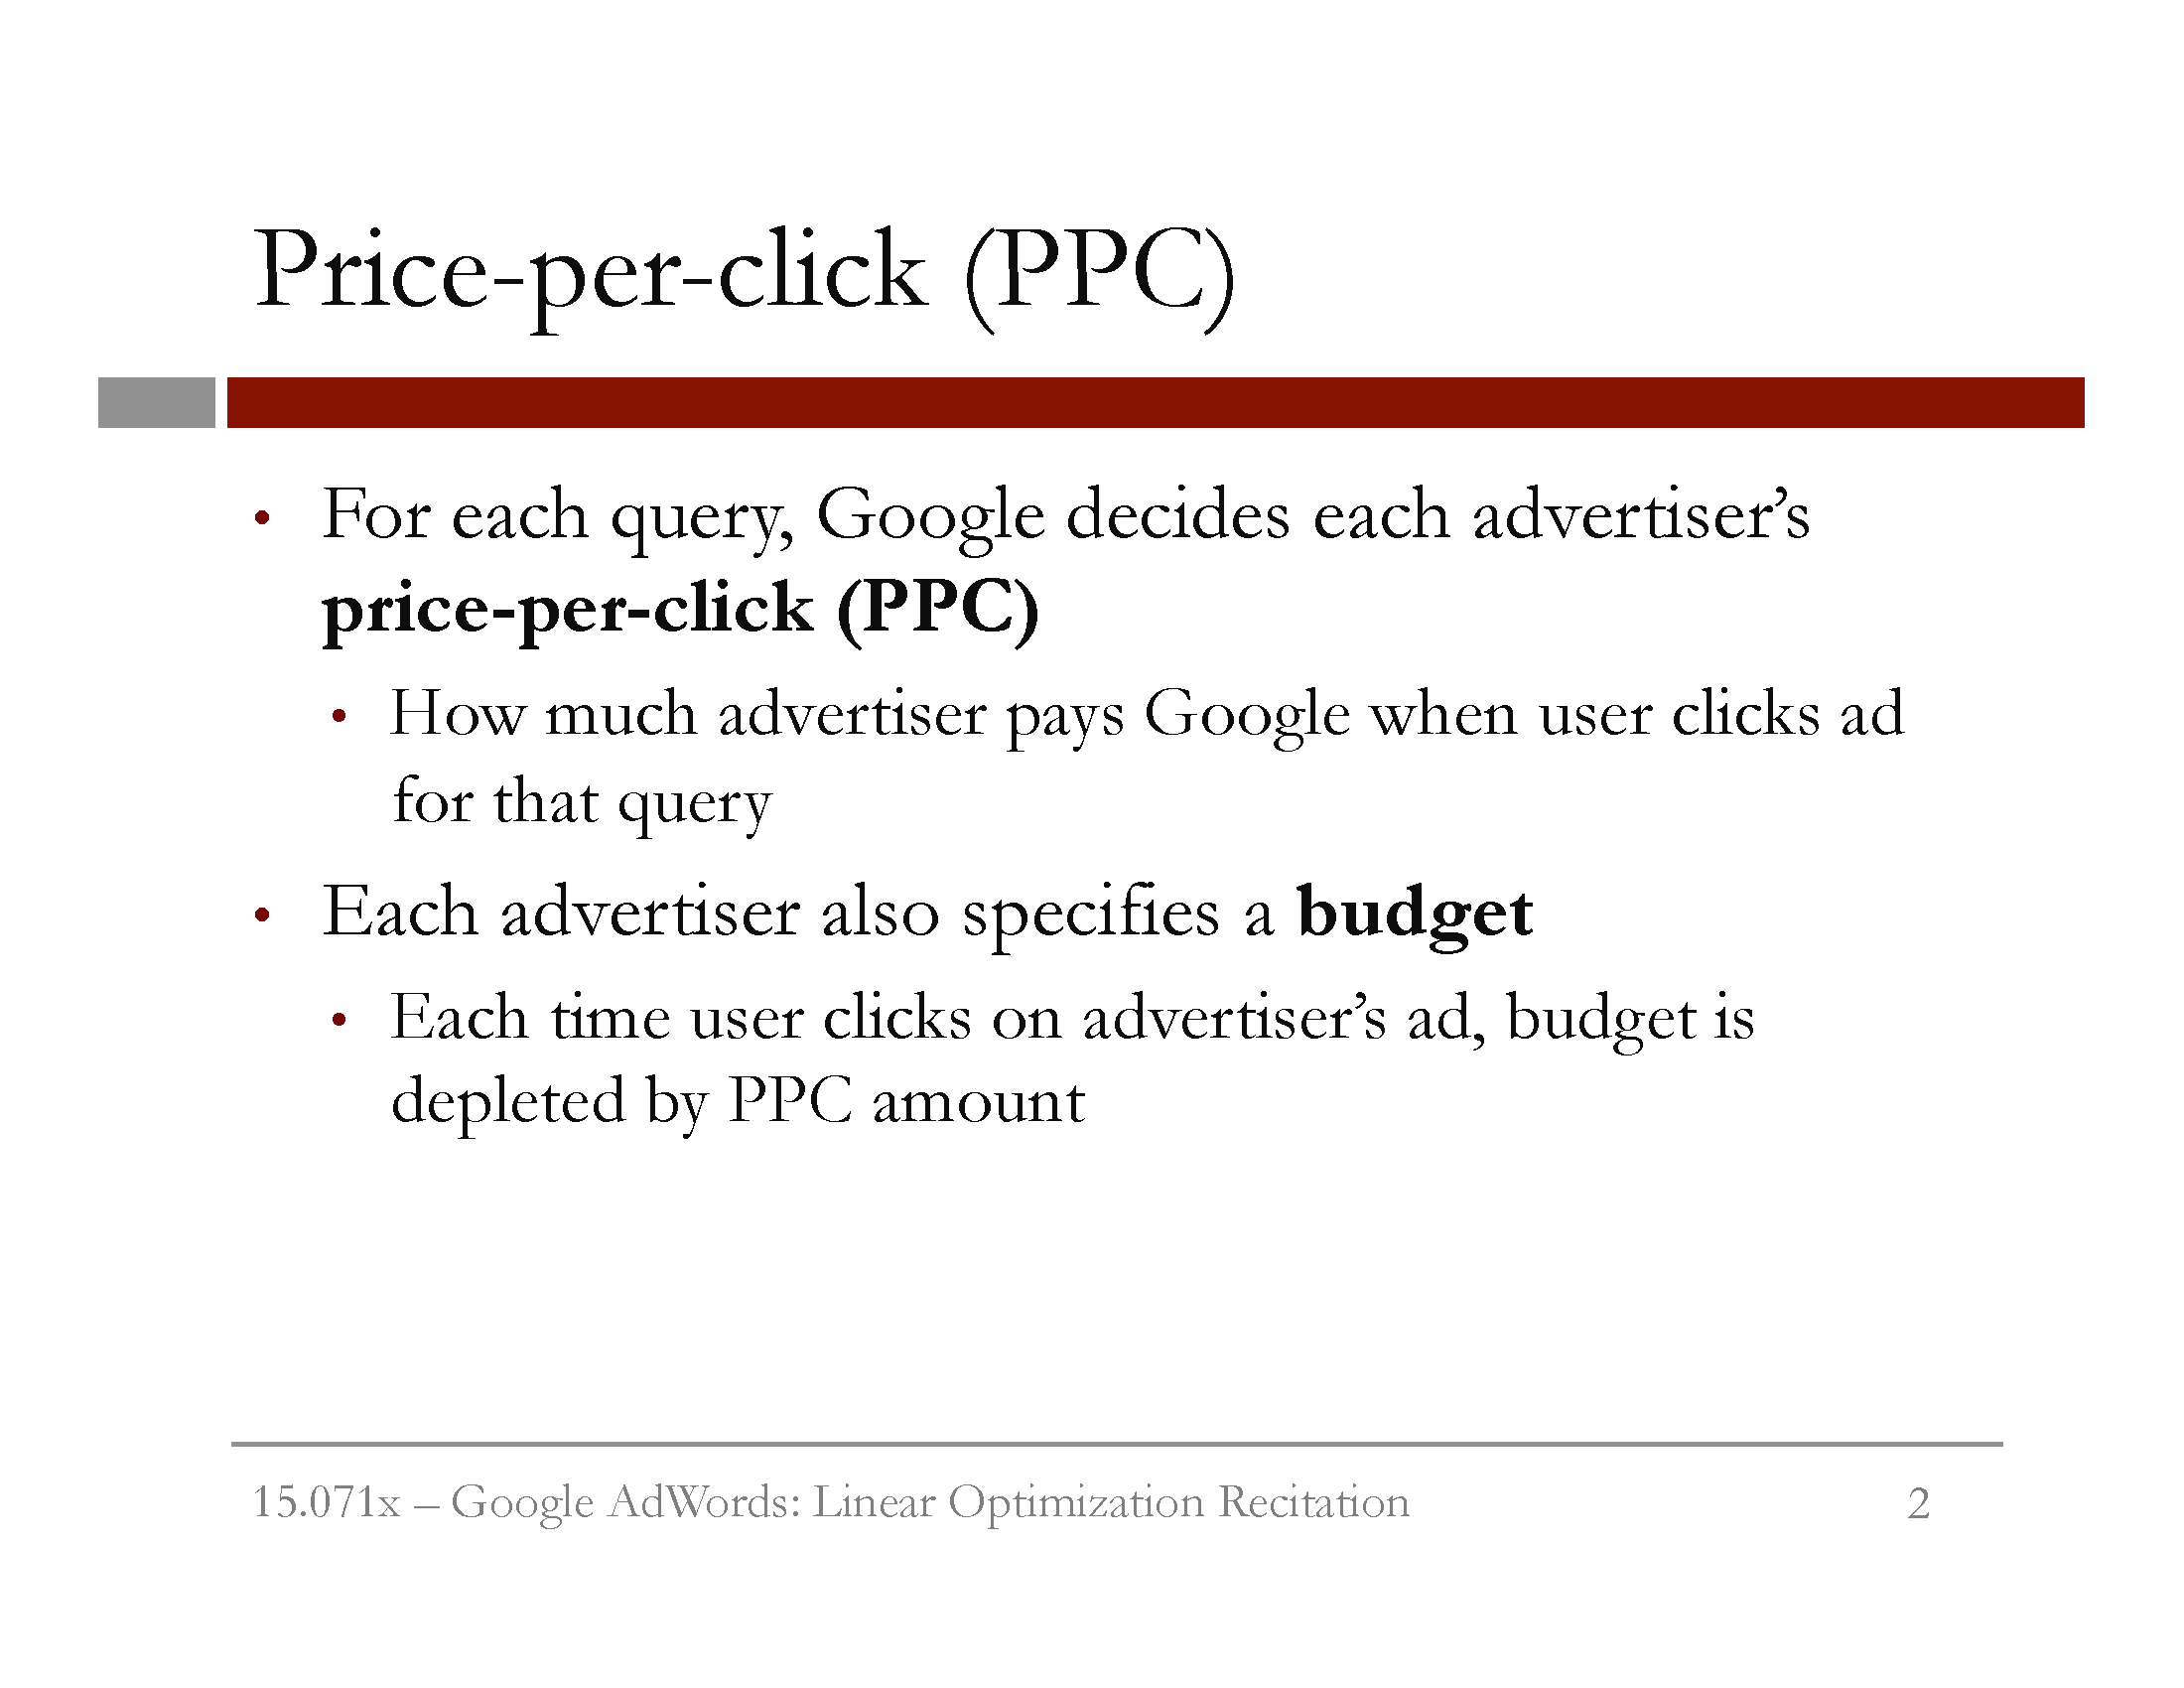 Price-per-click (PPC)
• For each query, Google decides each advertiser’s
price-per-click (PPC)
• How much advertiser pays Google when user clicks ad
for that query
• Each advertiser also specifies a budget
• Each time user clicks on advertiser’s ad, budget is
depleted by PPC amount
15.071x – Google AdWords: Linear Optimization Recitation
2